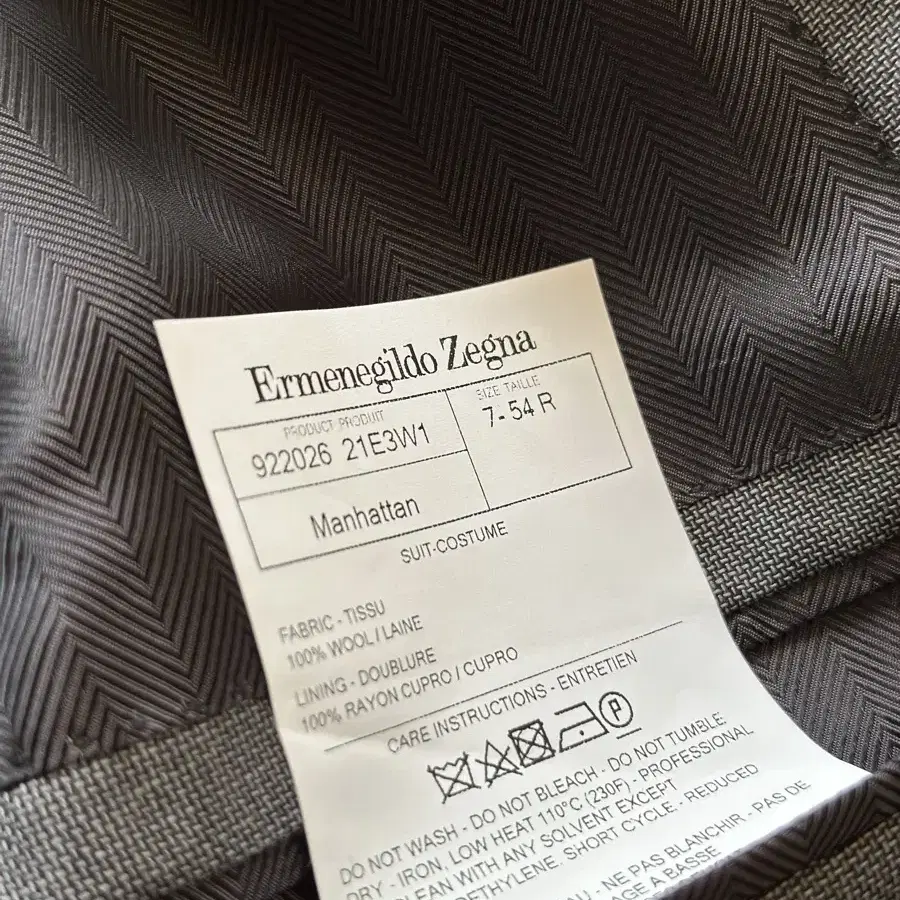 Ermenegildo Zegna
PRODUCT PRODUIT
922026 21E3W1
SIZE TAILLE
7- 54 R
Manhattan
SUIT-COSTUME
FABRIC - TISSU
100% WOOL / LAINE
LINING - DOUBLURE
100% RAYON CUPRO / CUPRO
CARE INSTRUCTIONS - ENTRETIEN
P
DO NOT WASH - DO NOT BLEACH - DO NOT TUMBLE
DRY - IRON, LOW HEAT 110°C (230F) - PROFESSIONAL
CLEAN WITH ANY SOLVENT EXCEPT
SHORT CYCLE - REDUCED
- NE PAS BLANCHIR - PAS DE
A BASSE